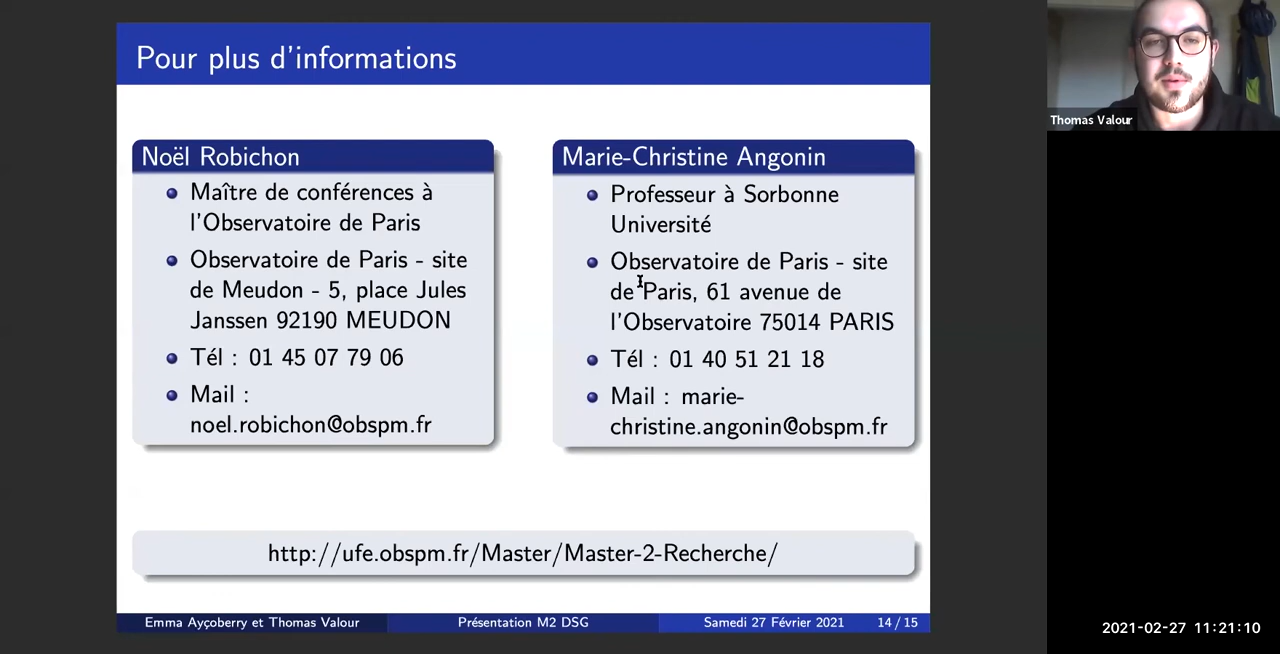 Pour plus d'informations
Noël Robichon
Maître de conférences à
l'Observatoire de Paris
Observatoire de Paris - site
de Meudon - 5, place Jules
Janssen 92190 MEUDON
Tél : 01 45 07 79 06
Mail :
noel.robichon@obspm.fr
Marie-Christine Angonin
Professeur à Sorbonne
Université
Observatoire de Paris - site
de Paris, 61 avenue de
l'Observatoire 75014 PARIS
Tél : 01 40 51 21 18
Mail : marie-
christine.angonin@obspm.fr
http://ufe.obspm.fr/Master/Master-2-Recherche/
Emma Ayçoberry et Thomas Valour
Présentation M2 DSG
Samedi 27 Février 2021
14 / 15
Thomas Valour
2021-02-27 11:21:10